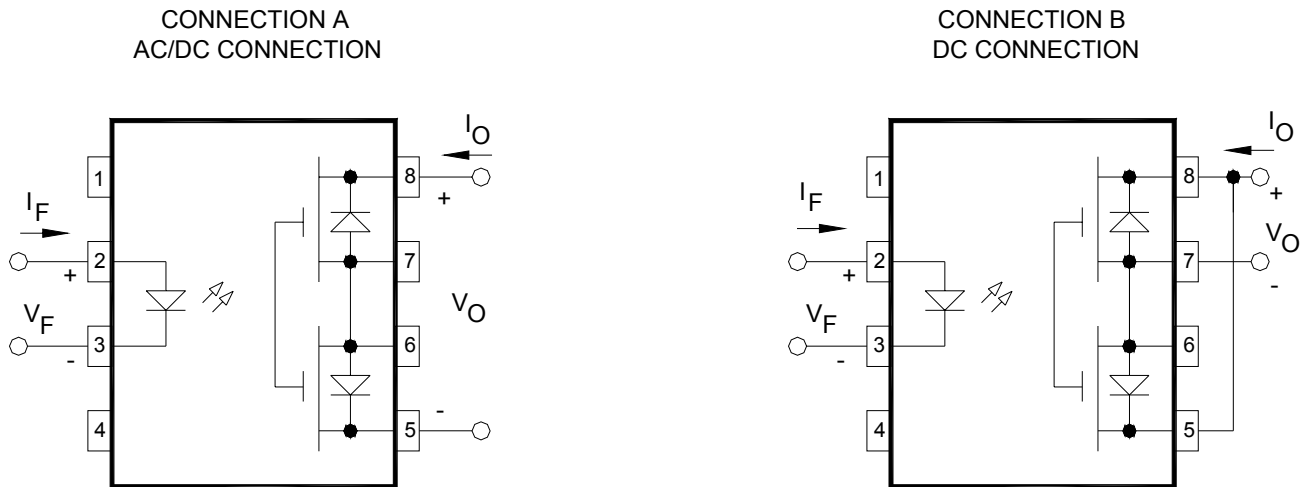 CONNECTION A
AC/DC CONNECTION
I_O
1
8
+
I_F
2
+
7
V_F
V_O
3
-
6
4
-
5
CONNECTION B
DC CONNECTION
I_O
1
8
+
I_F
V_O
2
+
7
-
V_F
3
-
6
4
5